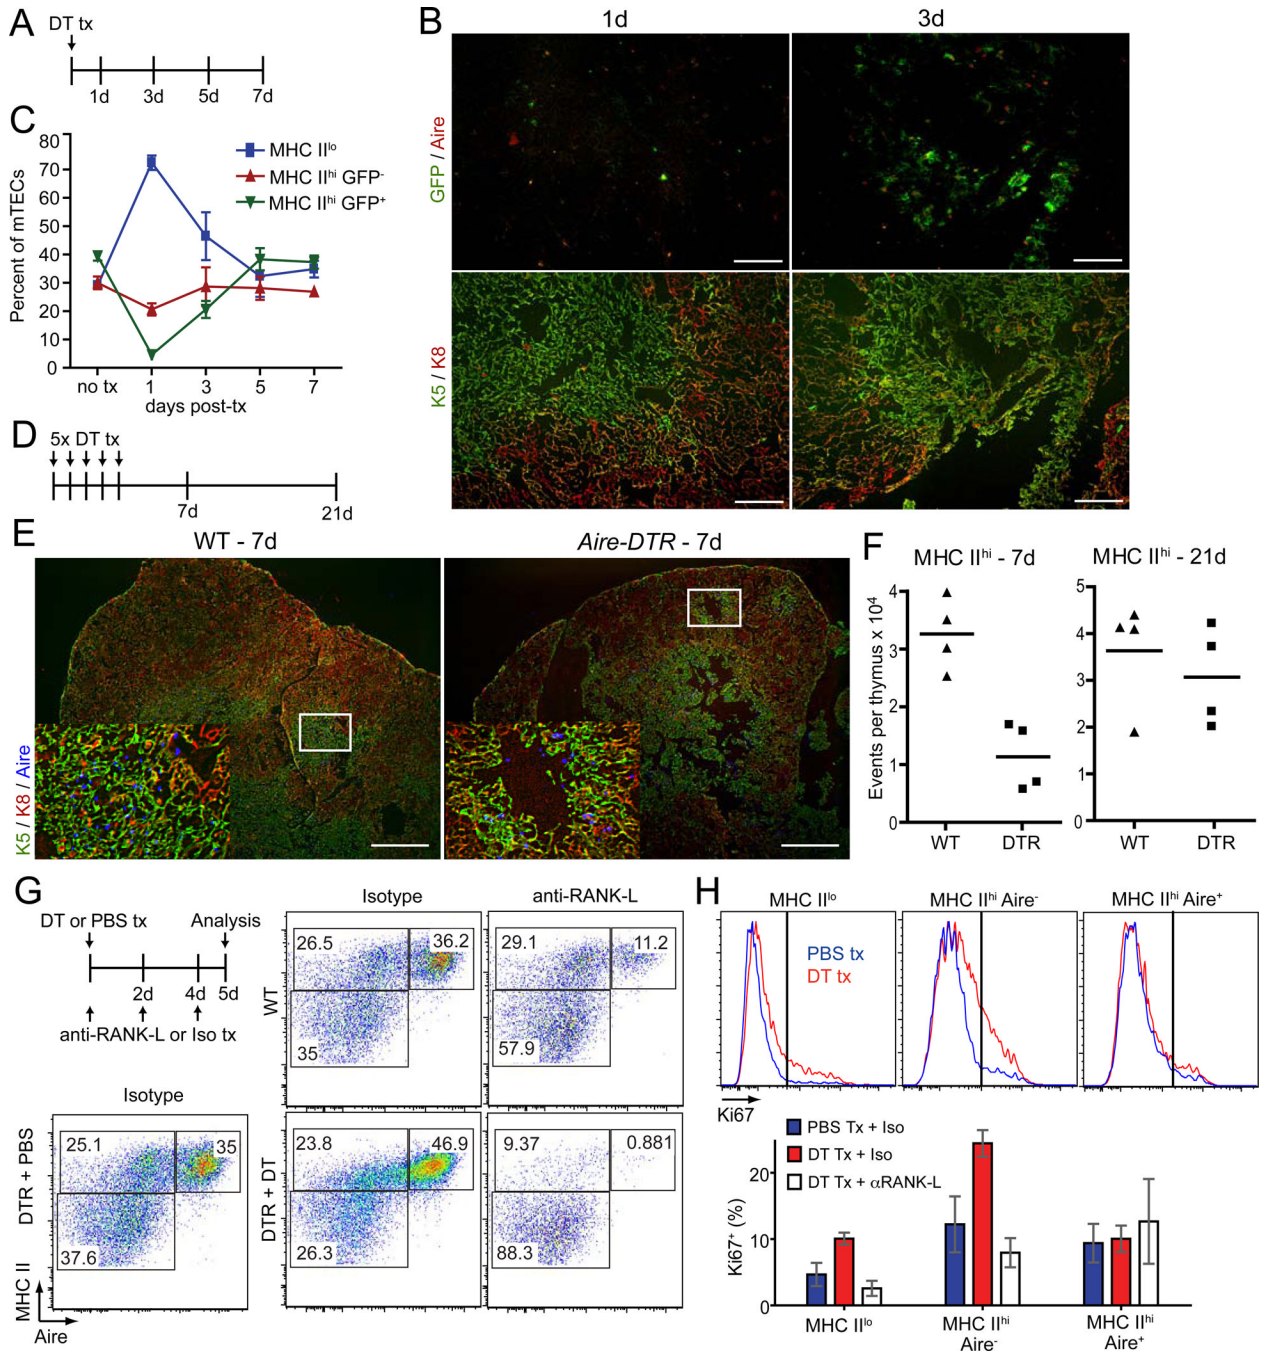 A
DT tx
1d 3d 5d 7d
B
1d 3d
GFP / Aire
K5 / K8
C
Percent of mTECs
80
70
60
50
40
30
20
10
0
MHC IIlo
MHC IIhi GFP-
MHC IIhi GFP+
no tx 1 3 5 7
days post-tx
D
5x DT tx
7d 21d
E
WT - 7d Aire-DTR - 7d
K5 / K8 / Aire
F
MHC IIhi - 7d MHC IIhi - 21d
Events per thymus x 10^4
4
3
2
1
0
WT DTR
5
4
3
2
1
0
WT DTR
G
DT or PBS tx Analysis
2d 4d 5d
anti-RANK-L or Iso tx
Isotype anti-RANK-L
WT
26.5 36.2
35
29.1 11.2
57.9
Isotype
DTR + PBS
25.1 35
37.6
DTR + DT
23.8 46.9
26.3
9.37 0.881
88.3
MHC II
Aire
H
MHC IIlo MHC IIhi Aire- MHC IIhi Aire+
PBS tx
DT tx
Ki67
PBS Tx + Iso
DT Tx + Iso
DT Tx + αRANK-L
Ki67+ (%)
20
10
0
MHC IIlo MHC IIhi Aire- MHC IIhi Aire+